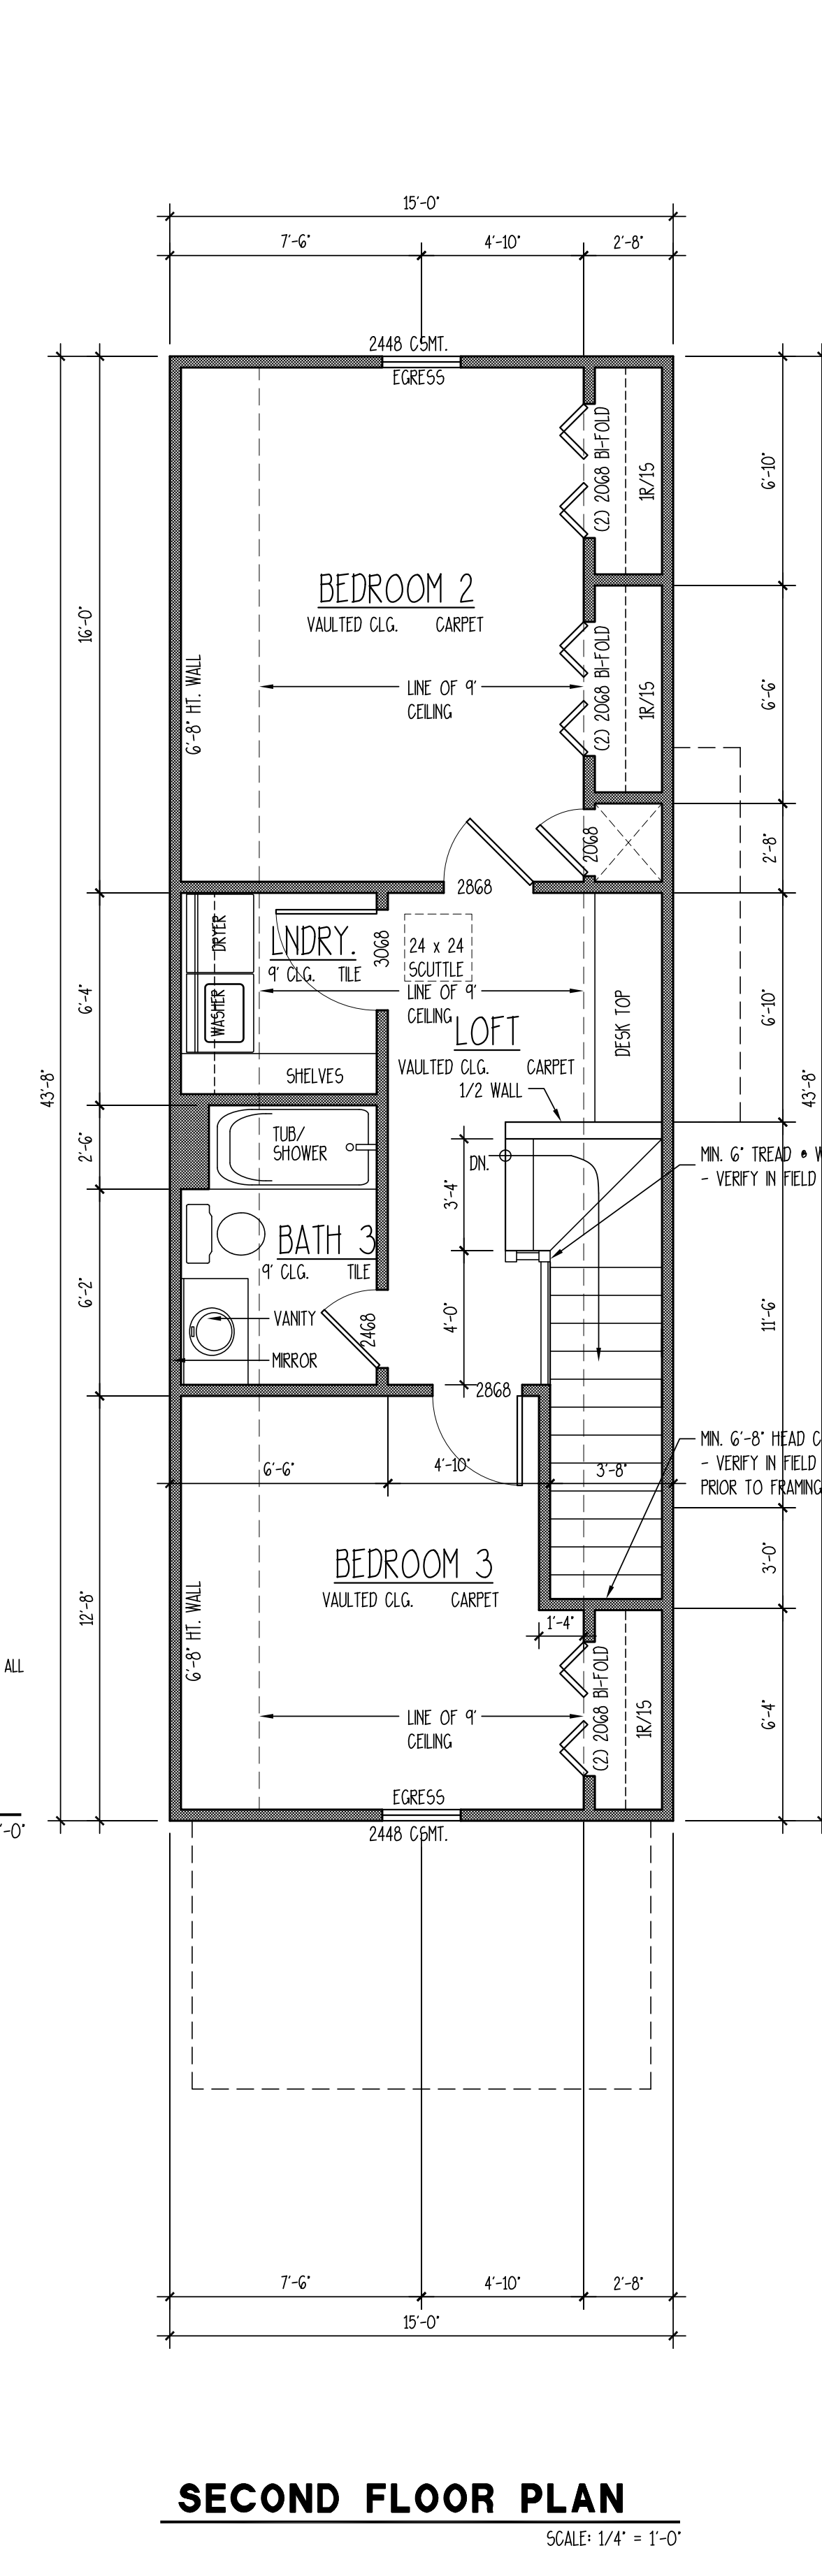 15'-0"
7'-6" 4'-10" 2'-8"
2448 CSMT.
EGRESS
(2) 2068 BI-FOLD
1R/1S
6'-10"
BEDROOM 2
VAULTED CLG. CARPET
16'-0"
6'-8" HT. WALL
LINE OF 9'
CEILING
(2) 2068 BI-FOLD
1R/1S
6'-6"
2068
2'-8"
2868
DRYER
LNDRY.
9' CLG. TILE
3068
24 x 24
SCUTTLE
LINE OF 9'
CEILING
WASHER
6'-4"
6'-10"
LOFT
VAULTED CLG. CARPET
DESK TOP
1/2 WALL
SHELVES
43'-8"
43'-8"
2'-6"
TUB/
SHOWER
DN.
3'-4"
MIN. 6" TREAD @ W
- VERIFY IN FIELD
BATH 3
9' CLG. TILE
6'-2"
VANITY
MIRROR
2468
4'-0"
11'-6"
2868
MIN. 6'-8" HEAD C
- VERIFY IN FIELD
PRIOR TO FRAMING
6'-6" 4'-10" 3'-8"
BEDROOM 3
VAULTED CLG. CARPET
3'-0"
12'-8"
6'-8" HT. WALL
1'-4"
ALL
(2) 2068 BI-FOLD
1R/1S
6'-4"
LINE OF 9'
CEILING
EGRESS
2448 CSMT.
'-0"
7'-6" 4'-10" 2'-8"
15'-0"
SECOND FLOOR PLAN
SCALE: 1/4" = 1'-0"